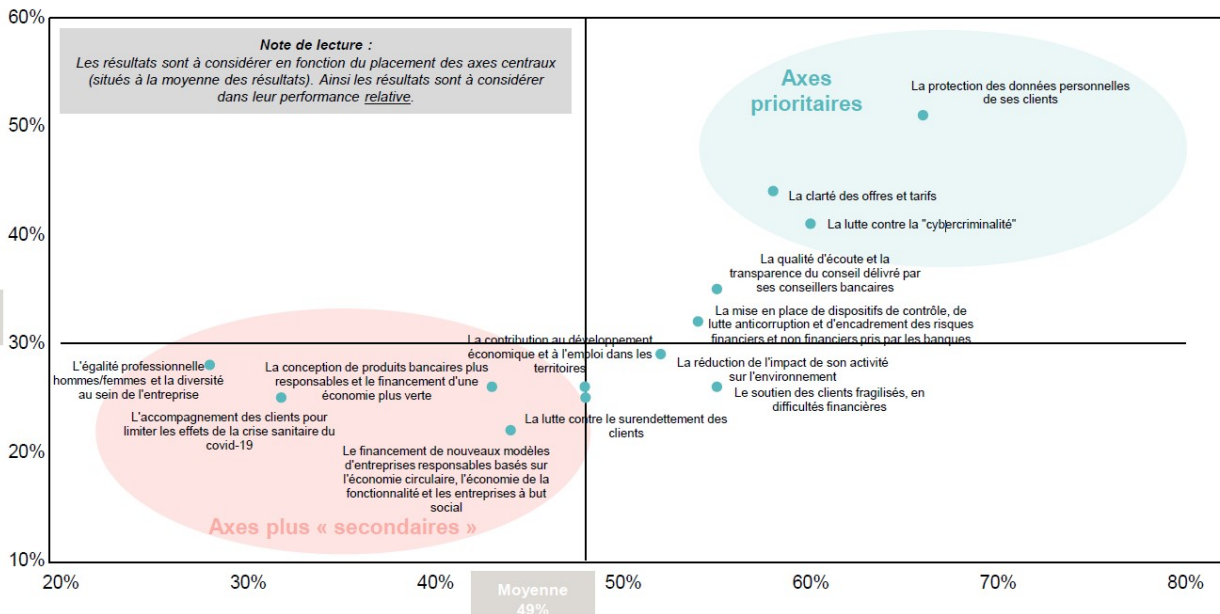 60%
50%
40%
30%
20%
10%
Note de lecture :
Les résultats sont à considérer en fonction du placement des axes centraux
(situés à la moyenne des résultats). Ainsi les résultats sont à considérer
dans leur performance relative.
Axes
prioritaires
La protection des données personnelles
de ses clients
La clarté des offres et tarifs
La lutte contre la "cybercriminalité"
La qualité d'écoute et la
transparence du conseil délivré par
ses conseillers bancaires
La mise en place de dispositifs de contrôle, de
lutte anticorruption et d'encadrement des risques
financiers et non financiers pris par les banques
La contribution au développement
économique et à l'emploi dans les
territoires
La réduction de l'impact de son activité
sur l'environnement
Le soutien des clients fragilisés, en
difficultés financières
L'égalité professionnelle
hommes/femmes et la diversité
au sein de l'entreprise
La conception de produits bancaires plus
responsables et le financement d'une
économie plus verte
L'accompagnement des clients pour
limiter les effets de la crise sanitaire du
covid-19
La lutte contre le surendettement des
clients
Le financement de nouveaux modèles
d'entreprises responsables basés sur
l'économie circulaire, l'économie de la
fonctionnalité et les entreprises à but
social
Axes plus « secondaires »
20%
30%
40%
50%
60%
70%
80%
Moyenne
49%